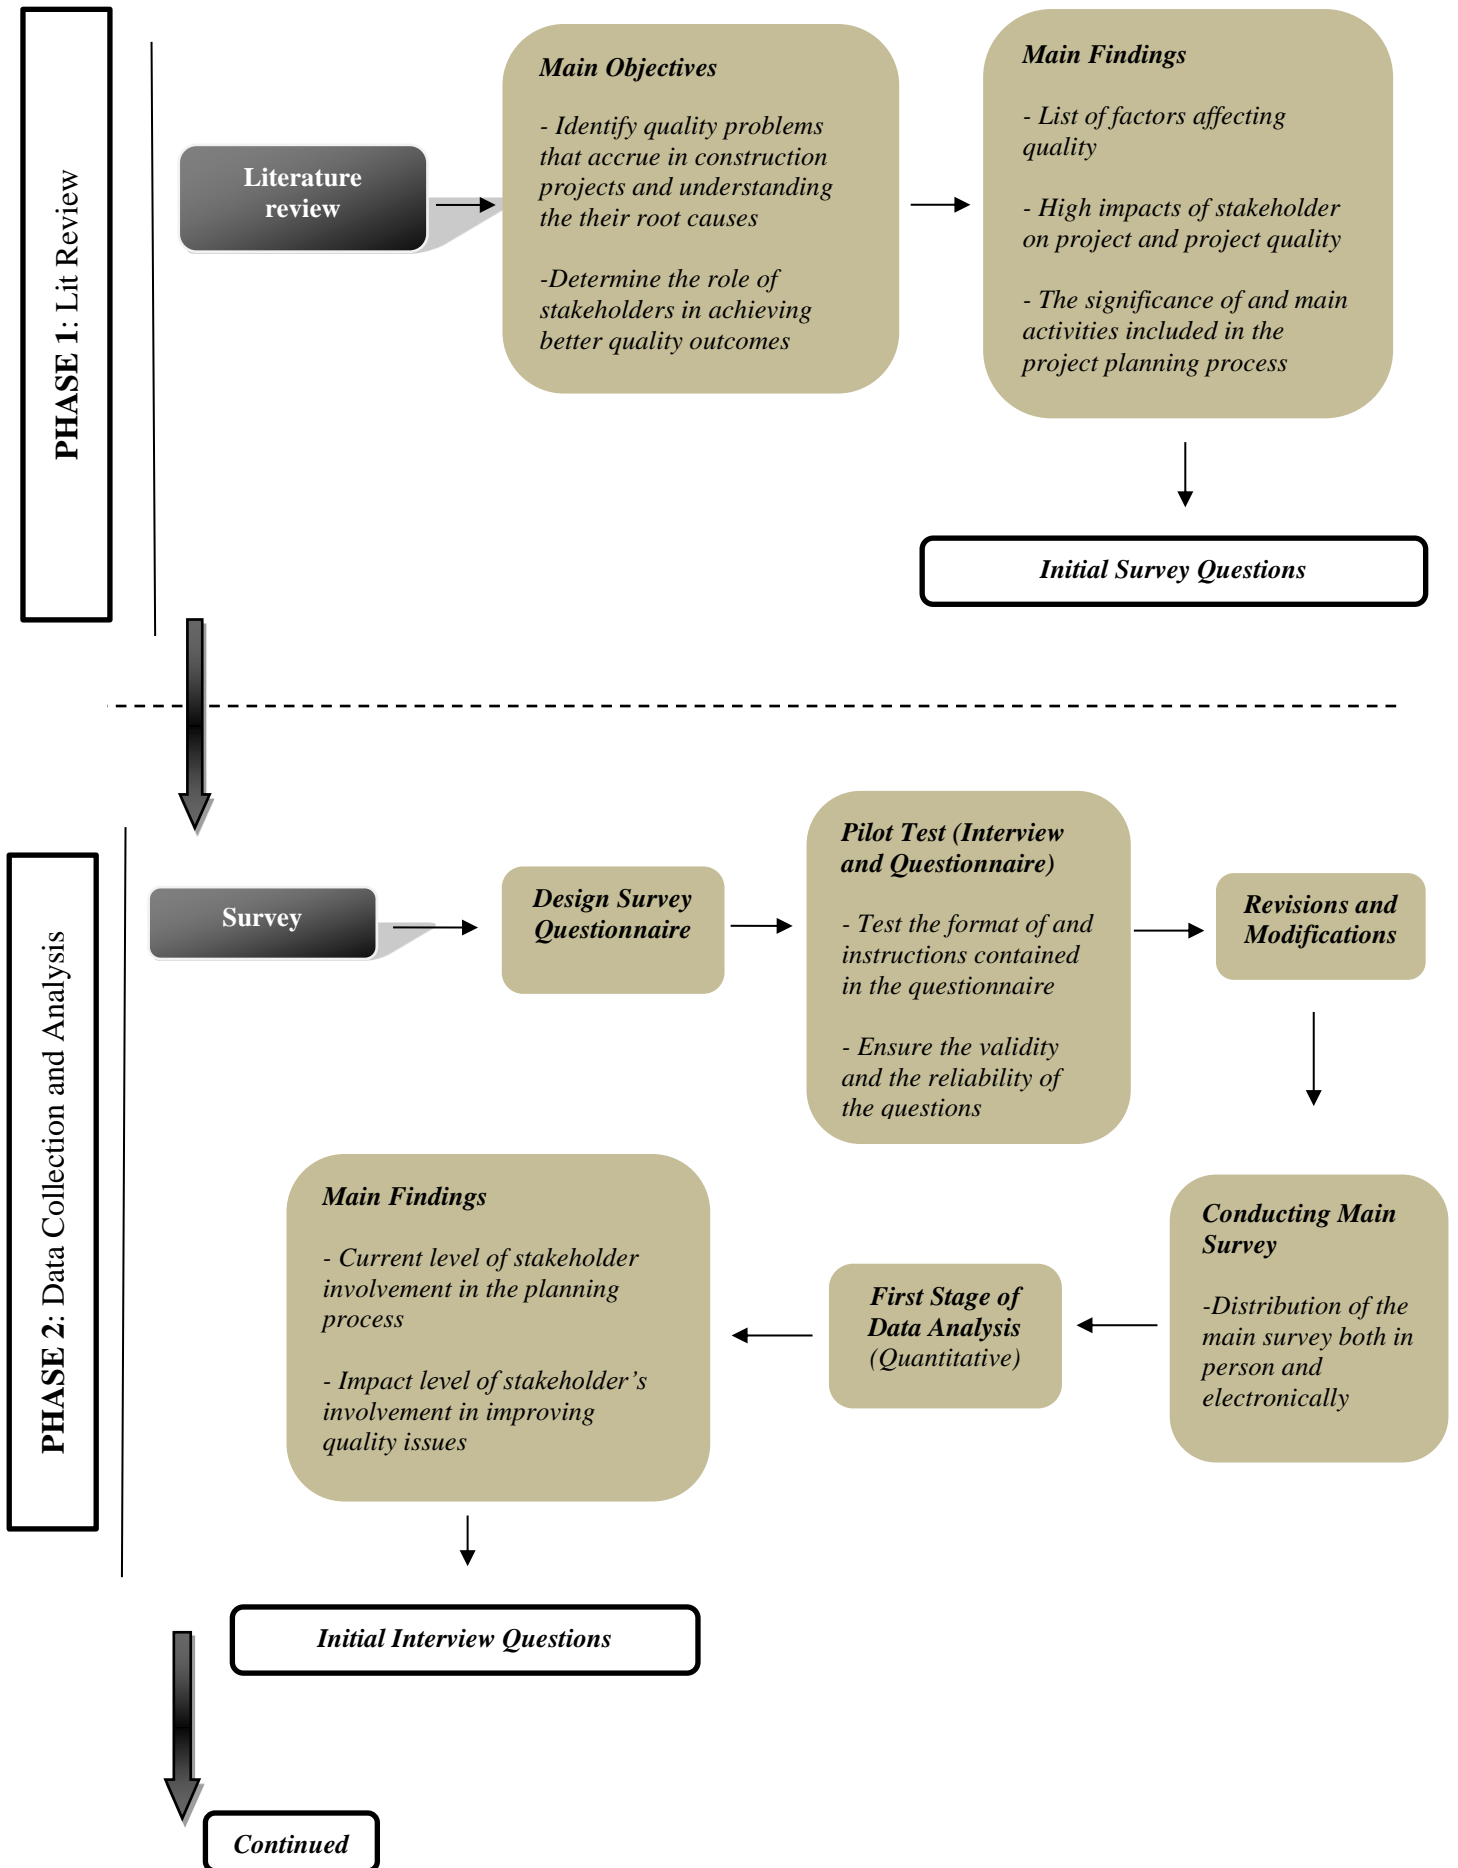 PHASE 1: Lit Review
Literature
review
Main Objectives
- Identify quality problems
that accrue in construction
projects and understanding
the their root causes
-Determine the role of
stakeholders in achieving
better quality outcomes
Main Findings
- List of factors affecting
quality
- High impacts of stakeholder
on project and project quality
- The significance of and main
activities included in the
project planning process
Initial Survey Questions
PHASE 2: Data Collection and Analysis
Survey
Design Survey
Questionnaire
Pilot Test (Interview
and Questionnaire)
- Test the format of and
instructions contained
in the questionnaire
- Ensure the validity
and the reliability of
the questions
Revisions and
Modifications
Conducting Main
Survey
-Distribution of the
main survey both in
person and
electronically
First Stage of
Data Analysis
(Quantitative)
Main Findings
- Current level of stakeholder
involvement in the planning
process
- Impact level of stakeholder’s
involvement in improving
quality issues
Initial Interview Questions
Continued